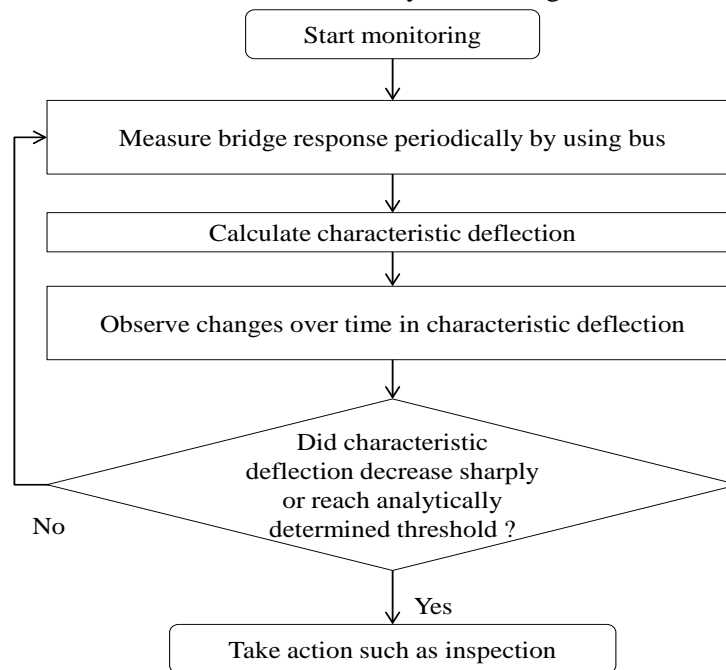 Start monitoring
Measure bridge response periodically by using bus
Calculate characteristic deflection
Observe changes over time in characteristic deflection
Did characteristic
deflection decrease sharply
or reach analytically
determined threshold ?
No
Yes
Take action such as inspection